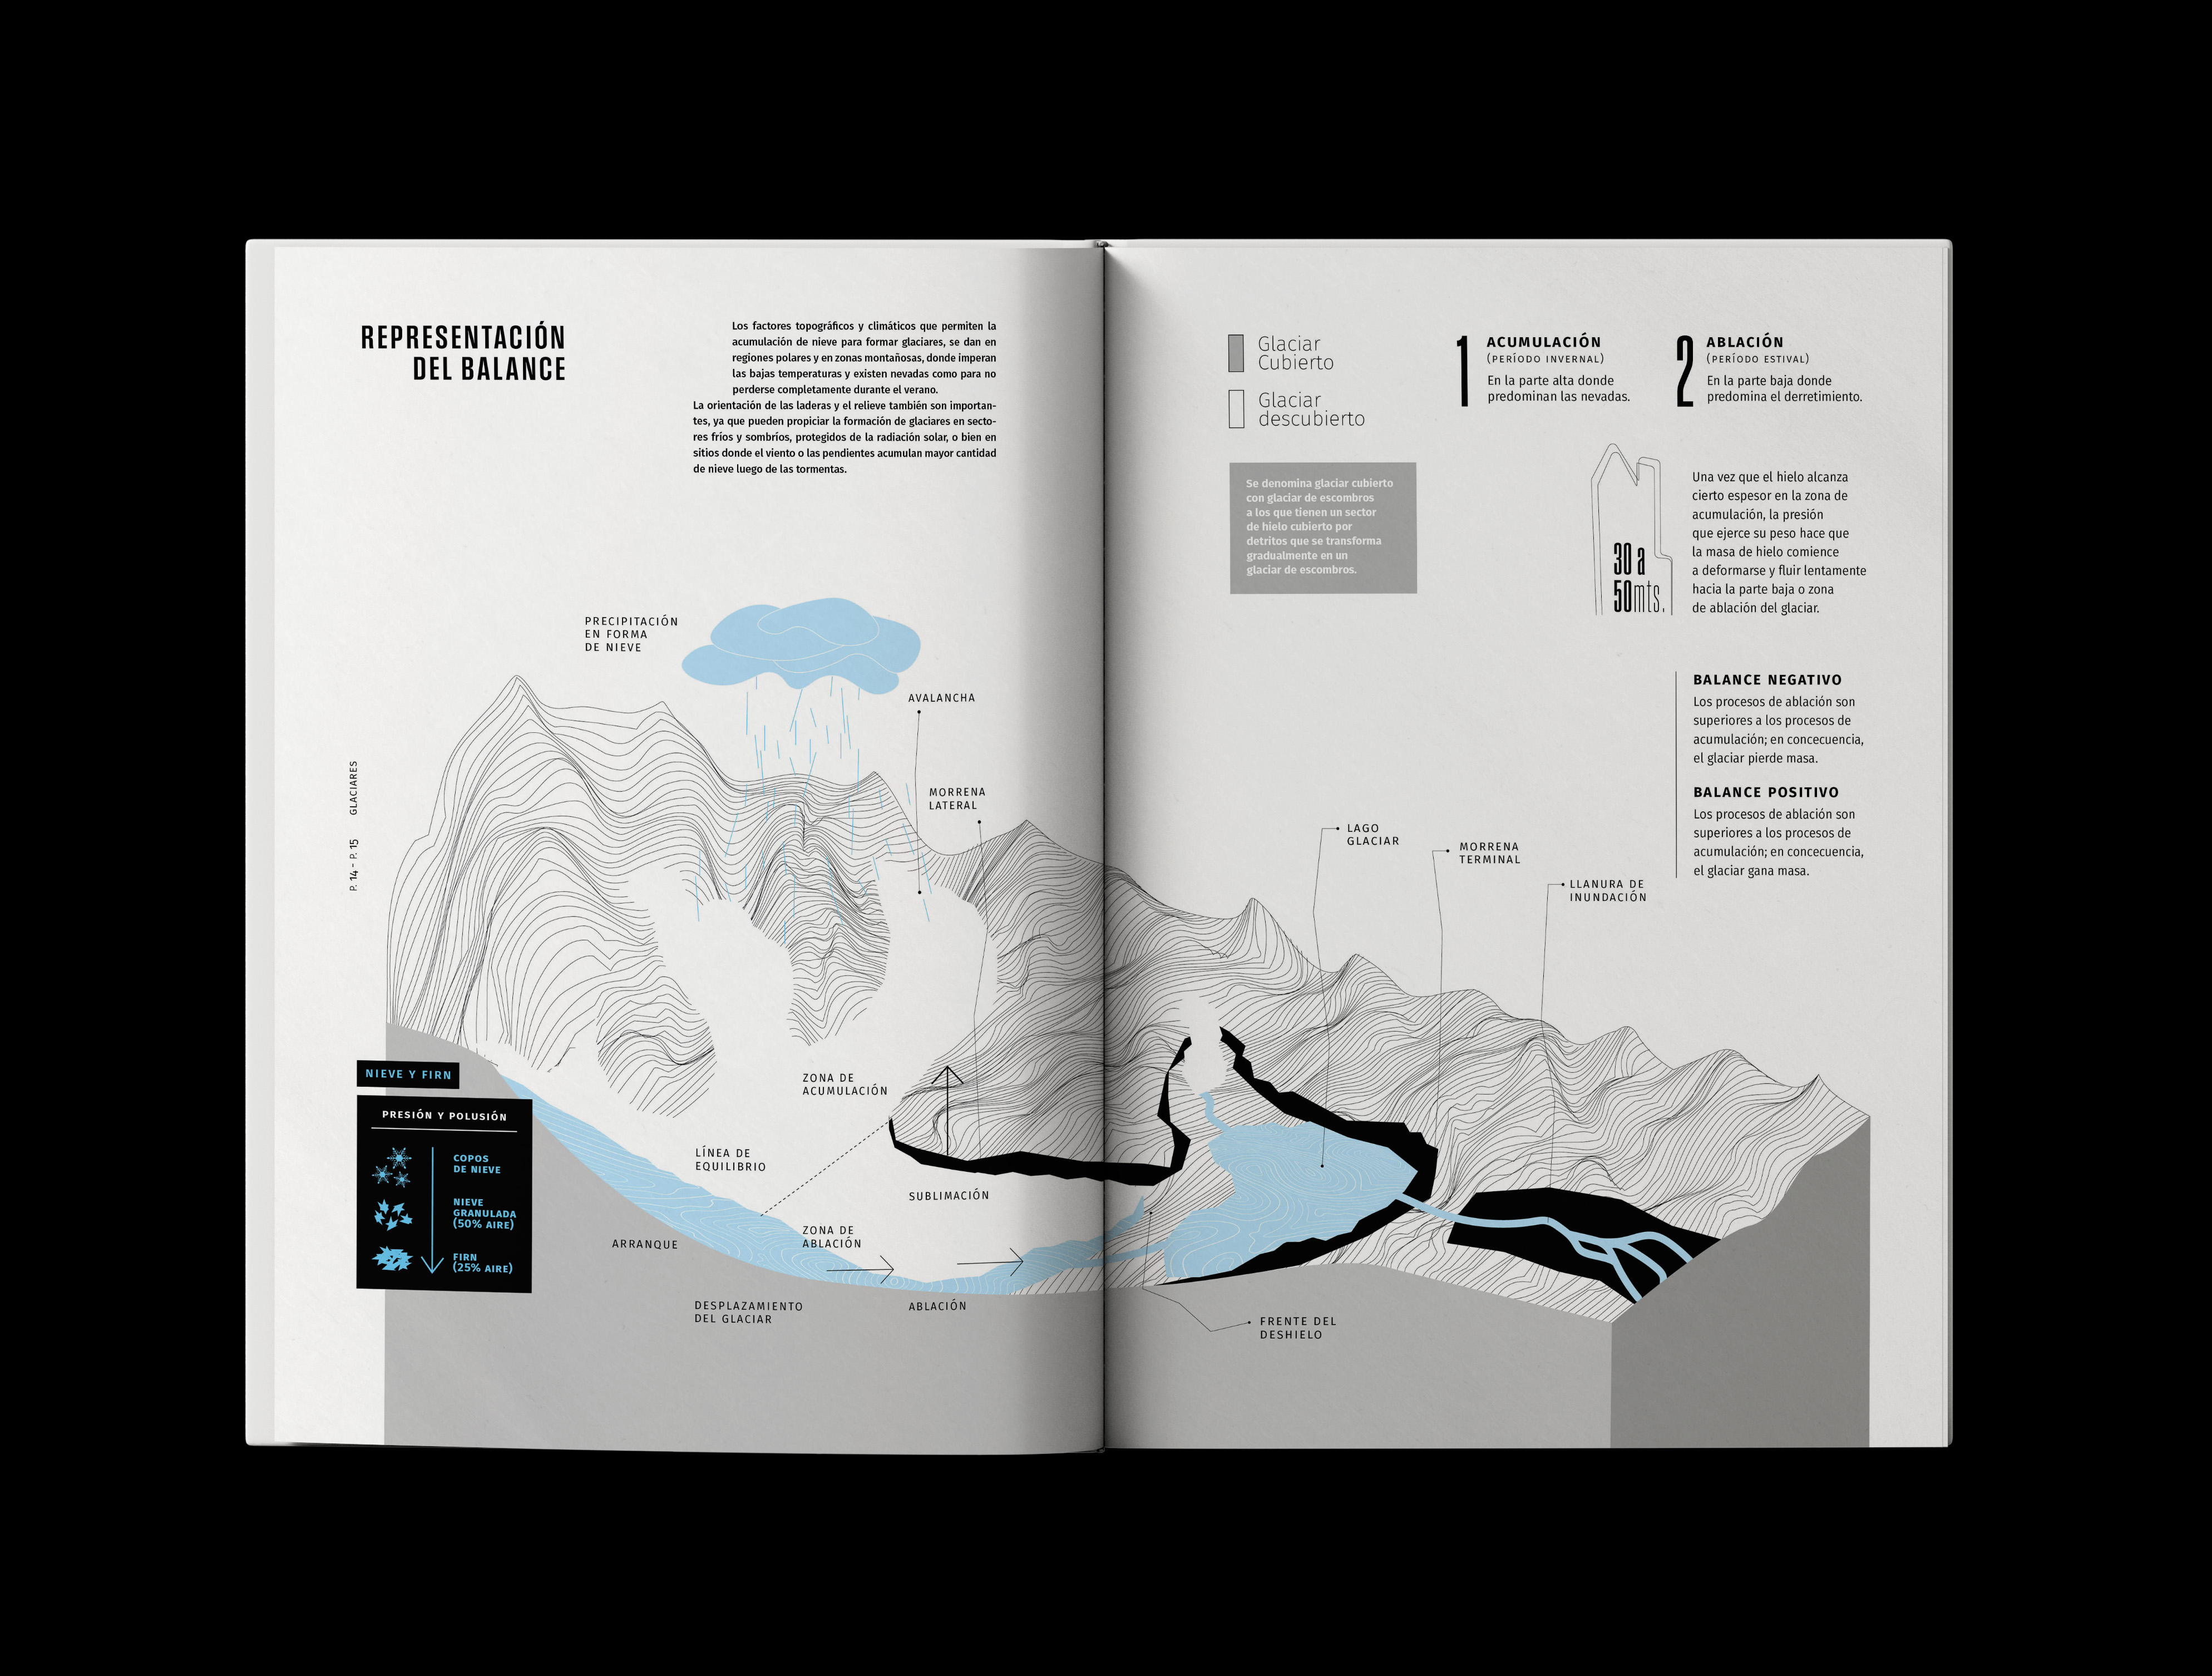 REPRESENTACIÓN
DEL BALANCE
Los factores topográficos y climáticos que permiten la
acumulación de nieve para formar glaciares, se dan en
regiones polares y en zonas montañosas, donde imperan
las bajas temperaturas y existen nevadas como para no
perderse completamente durante el verano.
La orientación de las laderas y el relieve también son importan-
tes, ya que pueden propiciar la formación de glaciares en secto-
res fríos y sombríos, protegidos de la radiación solar, o bien en
sitios donde el viento o las pendientes acumulan mayor cantidad
de nieve luego de las tormentas.
PRECIPITACIÓN
EN FORMA
DE NIEVE
AVALANCHA
MORRENA
LATERAL
P. 14 - P. 15 GLACIARES
NIEVE Y FIRN
PRESIÓN Y POLUSIÓN
COPOS
DE NIEVE
NIEVE
GRANULADA
(50% AIRE)
FIRN
(25% AIRE)
ZONA DE
ACUMULACIÓN
LÍNEA DE
EQUILIBRIO
SUBLIMACIÓN
ARRANQUE
ZONA DE
ABLACIÓN
DESPLAZAMIENTO
DEL GLACIAR
ABLACIÓN
Glaciar
Cubierto
Glaciar
descubierto
Se denomina glaciar cubierto
con glaciar de escombros
a los que tienen un sector
de hielo cubierto por
detritos que se transforma
gradualmente en un
glaciar de escombros.
1
ACUMULACIÓN
(PERÍODO INVERNAL)
En la parte alta donde
predominan las nevadas.
2
ABLACIÓN
(PERÍODO ESTIVAL)
En la parte baja donde
predomina el derretimiento.
30 a
50mts.
Una vez que el hielo alcanza
cierto espesor en la zona de
acumulación, la presión
que ejerce su peso hace que
la masa de hielo comience
a deformarse y fluir lentamente
hacia la parte baja o zona
de ablación del glaciar.
BALANCE NEGATIVO
Los procesos de ablación son
superiores a los procesos de
acumulación; en concecuencia,
el glaciar pierde masa.
BALANCE POSITIVO
Los procesos de ablación son
superiores a los procesos de
acumulación; en concecuencia,
el glaciar gana masa.
LAGO
GLACIAR
MORRENA
TERMINAL
LLANURA DE
INUNDACIÓN
FRENTE DEL
DESHIELO